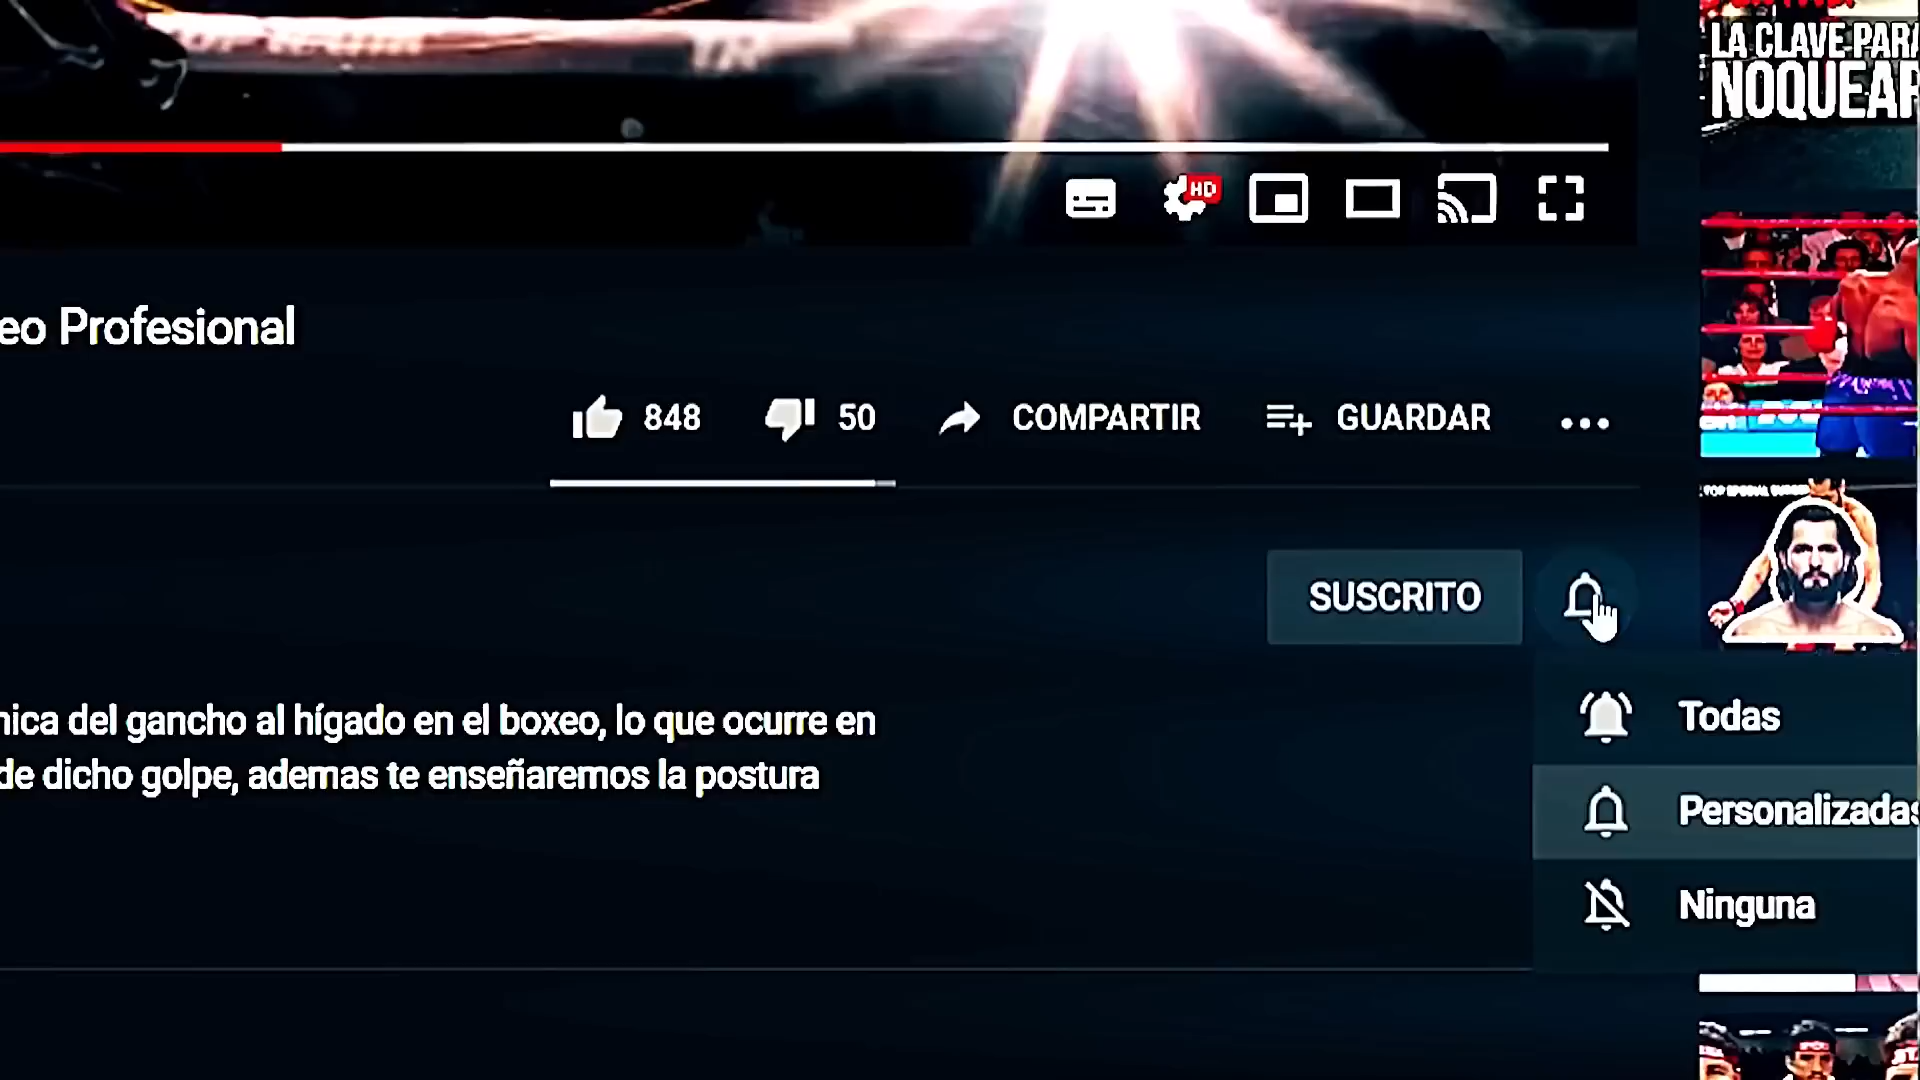 LA CLAVE PARA
NOQUEAR
HD
eo Profesional
848
50
COMPARTIR
GUARDAR
SUSCRITO
nica del gancho al hígado en el boxeo, lo que ocurre en
de dicho golpe, ademas te enseñaremos la postura
Todas
Personalizadas
Ninguna